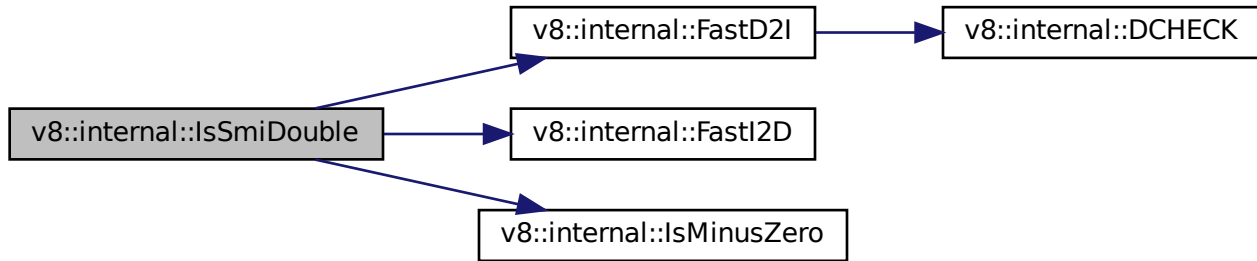 v8::internal::FastD2I
v8::internal::DCHECK
v8::internal::IsSmiDouble
v8::internal::FastI2D
v8::internal::IsMinusZero